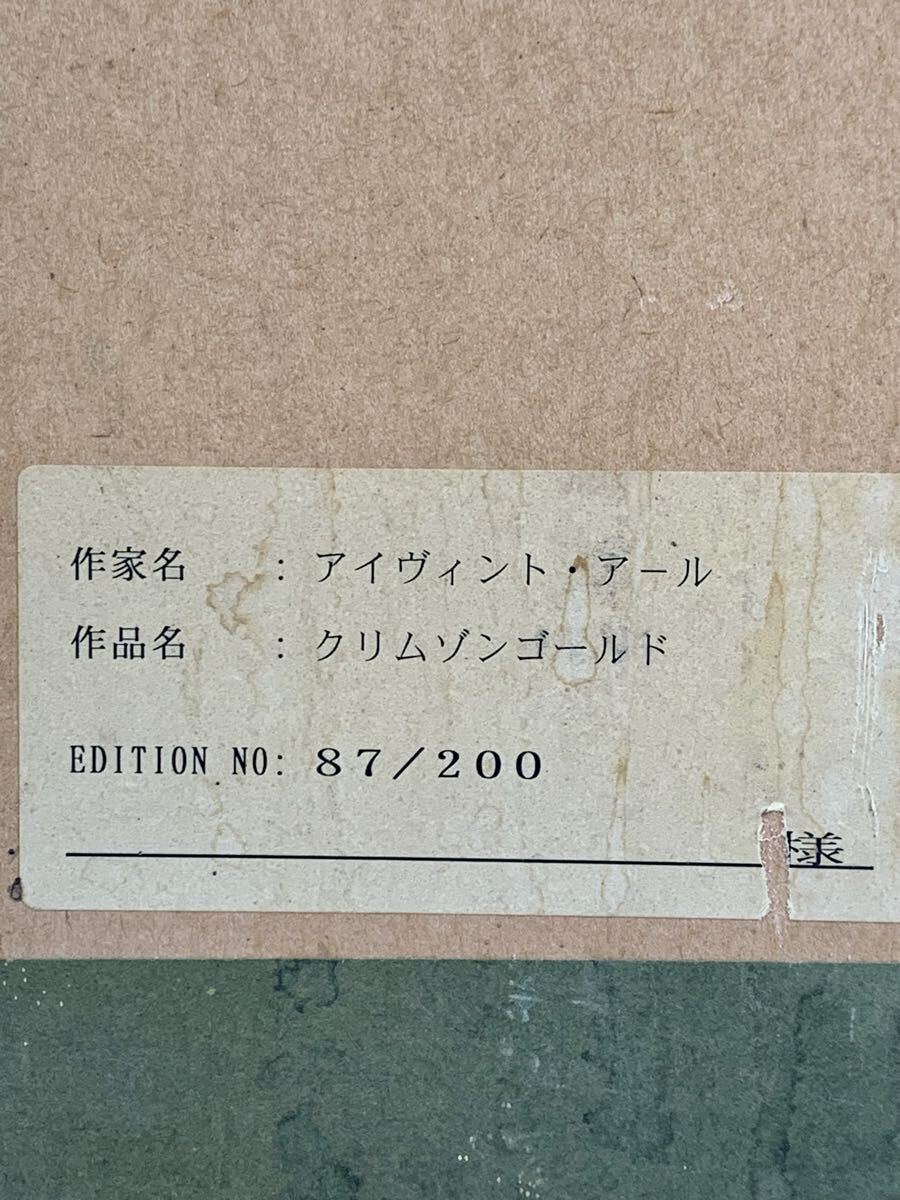 作家名　：アイヴィント・アール
作品名　：クリムゾンゴールド
EDITION NO: 87/200
様